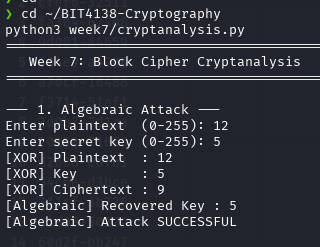 ❯ cd ~/BIT4138-Cryptography
python3 week7/cryptanalysis.py
Week 7: Block Cipher Cryptanalysis
── 1. Algebraic Attack ──
Enter plaintext (0-255): 12
Enter secret key (0-255): 5
[XOR] Plaintext : 12
[XOR] Key : 5
[XOR] Ciphertext : 9
[Algebraic] Recovered Key : 5
[Algebraic] Attack SUCCESSFUL